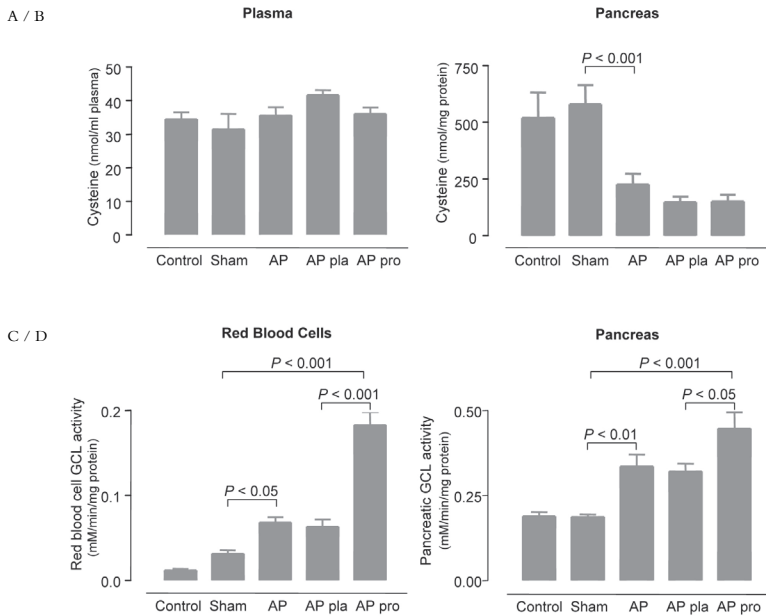 A / B
Plasma
Cysteine (nmol/ml plasma)
50
40
30
20
10
0
Control Sham AP AP pla AP pro
Pancreas
Cysteine (nmol/mg protein)
750
500
250
0
P < 0.001
Control Sham AP AP pla AP pro
C / D
Red Blood Cells
Red blood cell GCL activity
(mM/min/mg protein)
0.2
0.1
0.0
P < 0.001
P < 0.001
P < 0.05
Control Sham AP AP pla AP pro
Pancreas
Pancreatic GCL activity
(mM/min/mg protein)
0.50
0.25
0.00
P < 0.001
P < 0.05
P < 0.01
Control Sham AP AP pla AP pro